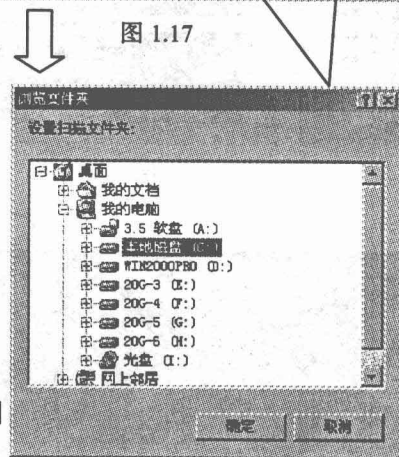 图 1.17
浏览文件夹
设置扫描文件夹:
桌面
我的文档
我的电脑
3.5 软盘 (A:)
本地磁盘 (C:)
WIN2000PRO (D:)
20G-3 (E:)
20G-4 (F:)
20G-5 (G:)
20G-6 (H:)
光盘 (I:)
网上邻居
确定 取消